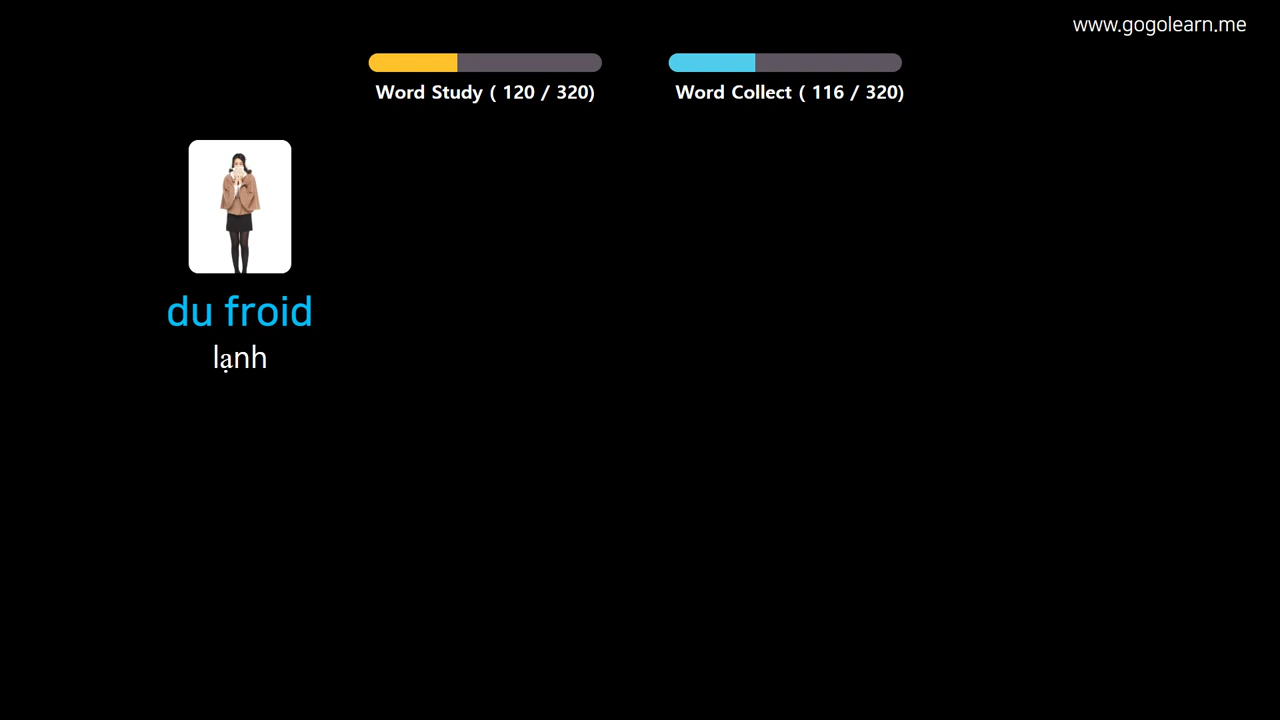 www.gogolearn.me
Word Study ( 120 / 320)
Word Collect ( 116 / 320)
du froid
lạnh